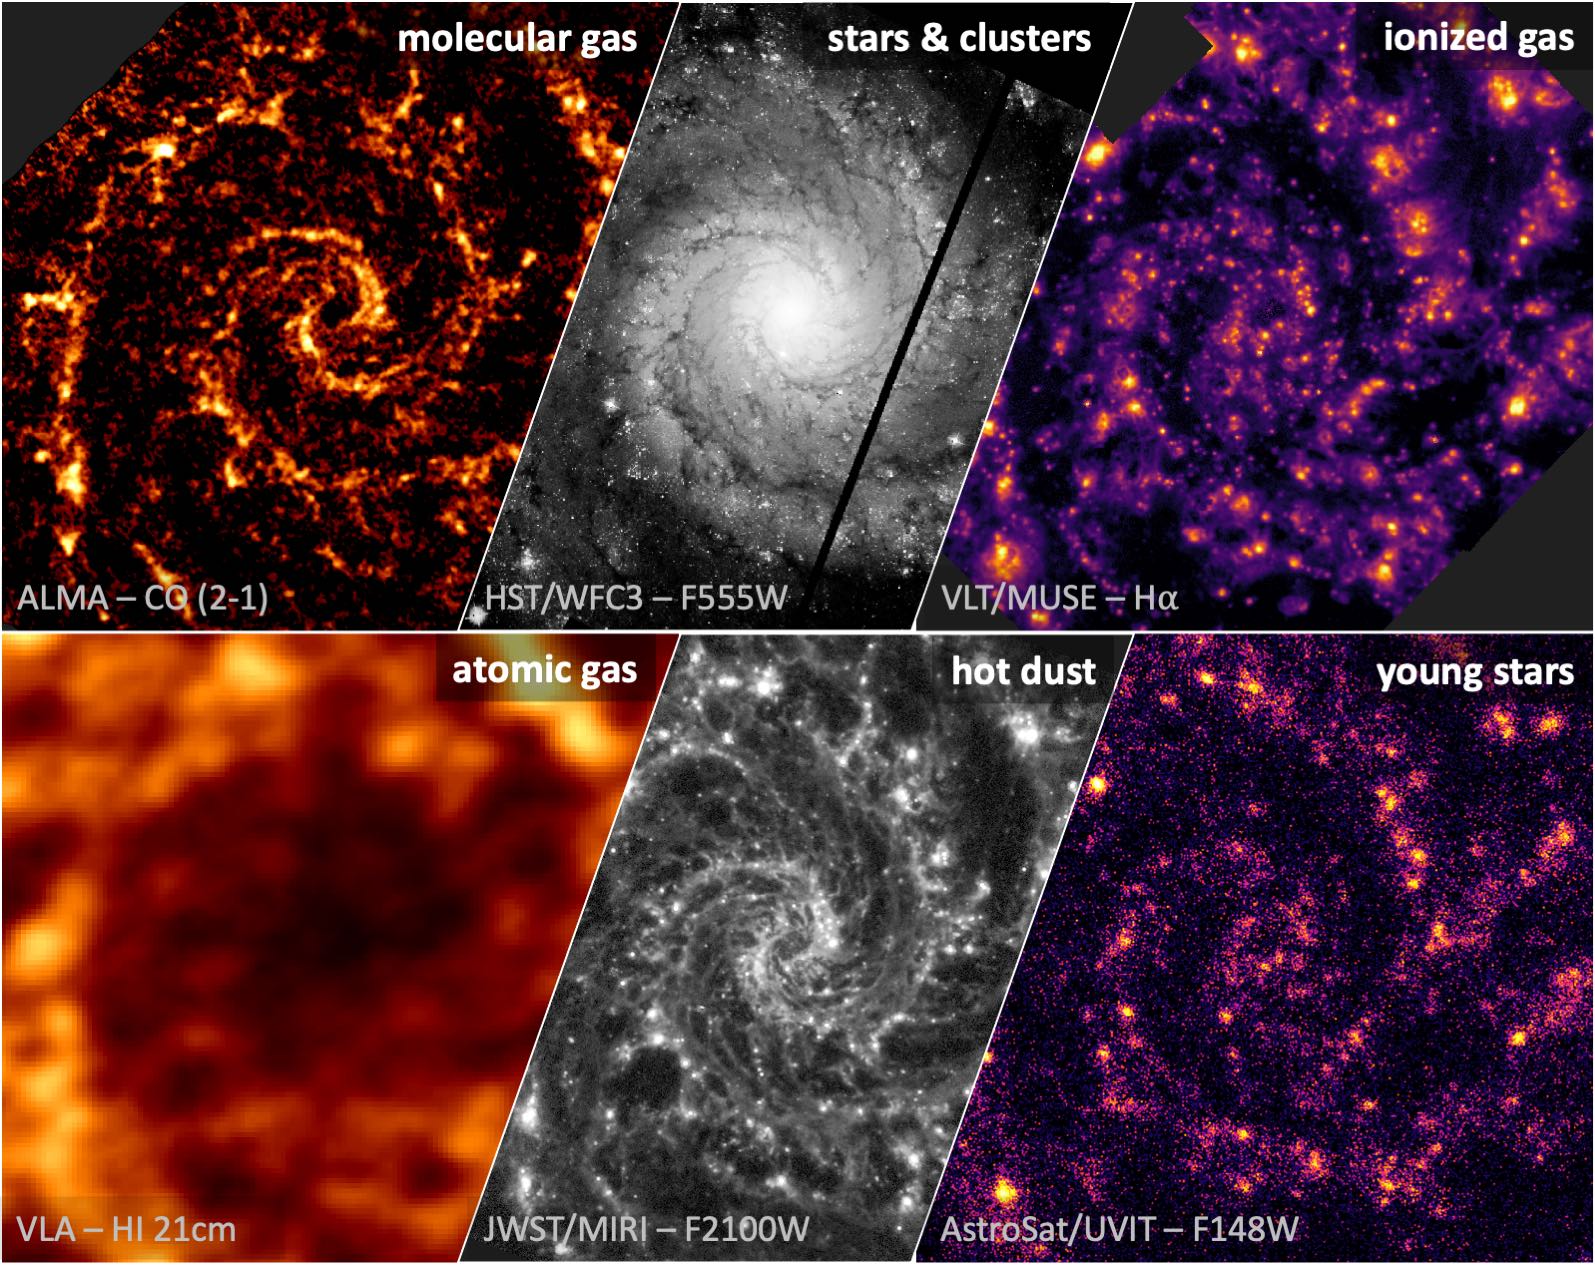 molecular gas
stars & clusters
ionized gas
ALMA – CO (2-1)
HST/WFC3 – F555W
VLT/MUSE – Hα
atomic gas
hot dust
young stars
VLA – HI 21cm
JWST/MIRI – F2100W
AstroSat/UVIT – F148W